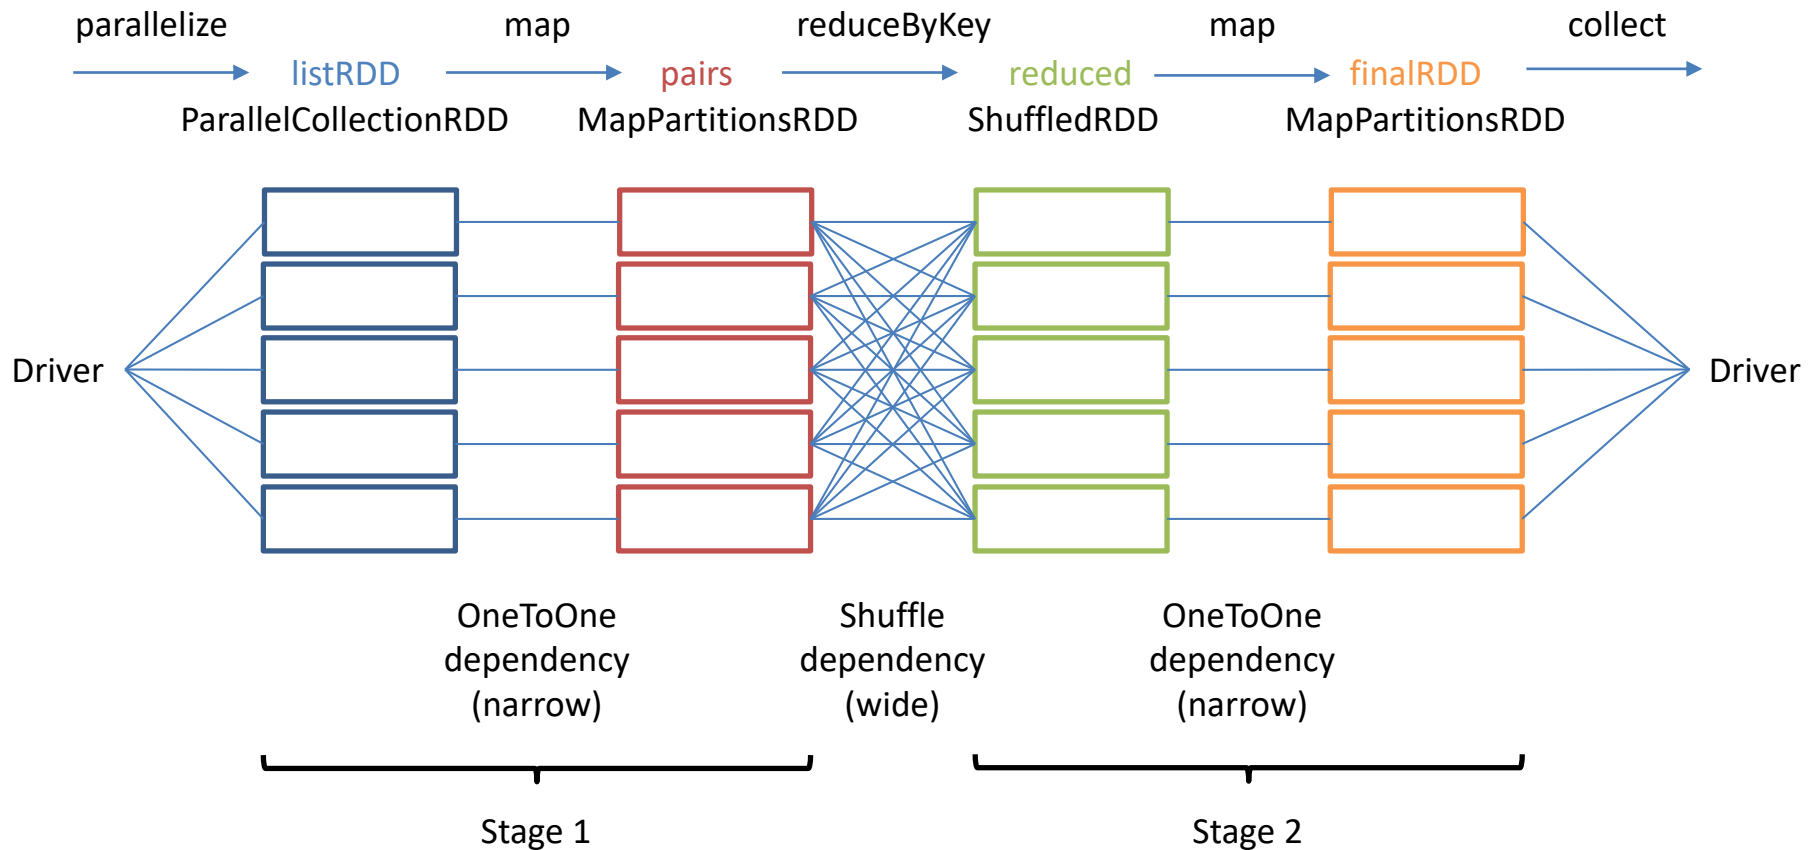 parallelize
map
reduceByKey
map
collect
listRDD
pairs
reduced
finalRDD
ParallelCollectionRDD
MapPartitionsRDD
ShuffledRDD
MapPartitionsRDD
Driver
Driver
OneToOne
dependency
(narrow)
Shuffle
dependency
(wide)
OneToOne
dependency
(narrow)
Stage 1
Stage 2